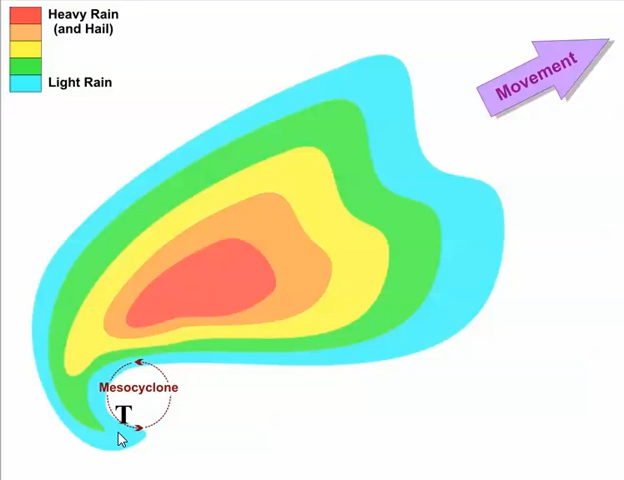 Heavy Rain
(and Hail)
Light Rain
Movement
Mesocyclone
T